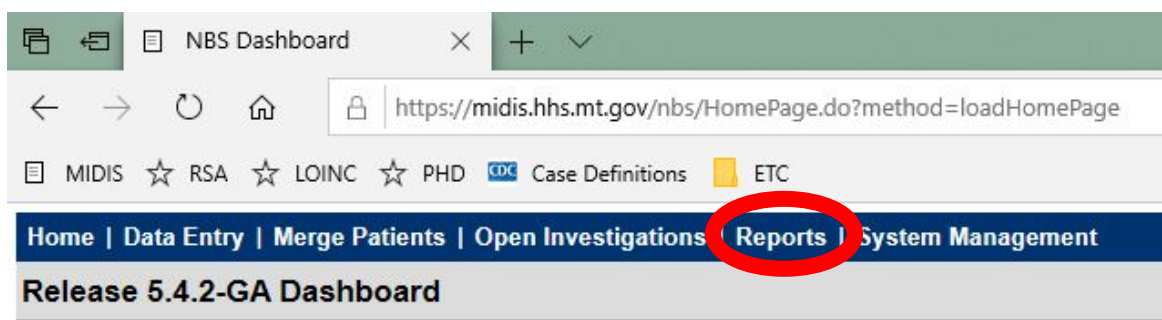 NBS Dashboard
https://midis.hhs.mt.gov/nbs/HomePage.do?method=loadHomePage
MIDIS RSA LOINC PHD CDC Case Definitions ETC
Home | Data Entry | Merge Patients | Open Investigations | Reports | System Management
Release 5.4.2-GA Dashboard